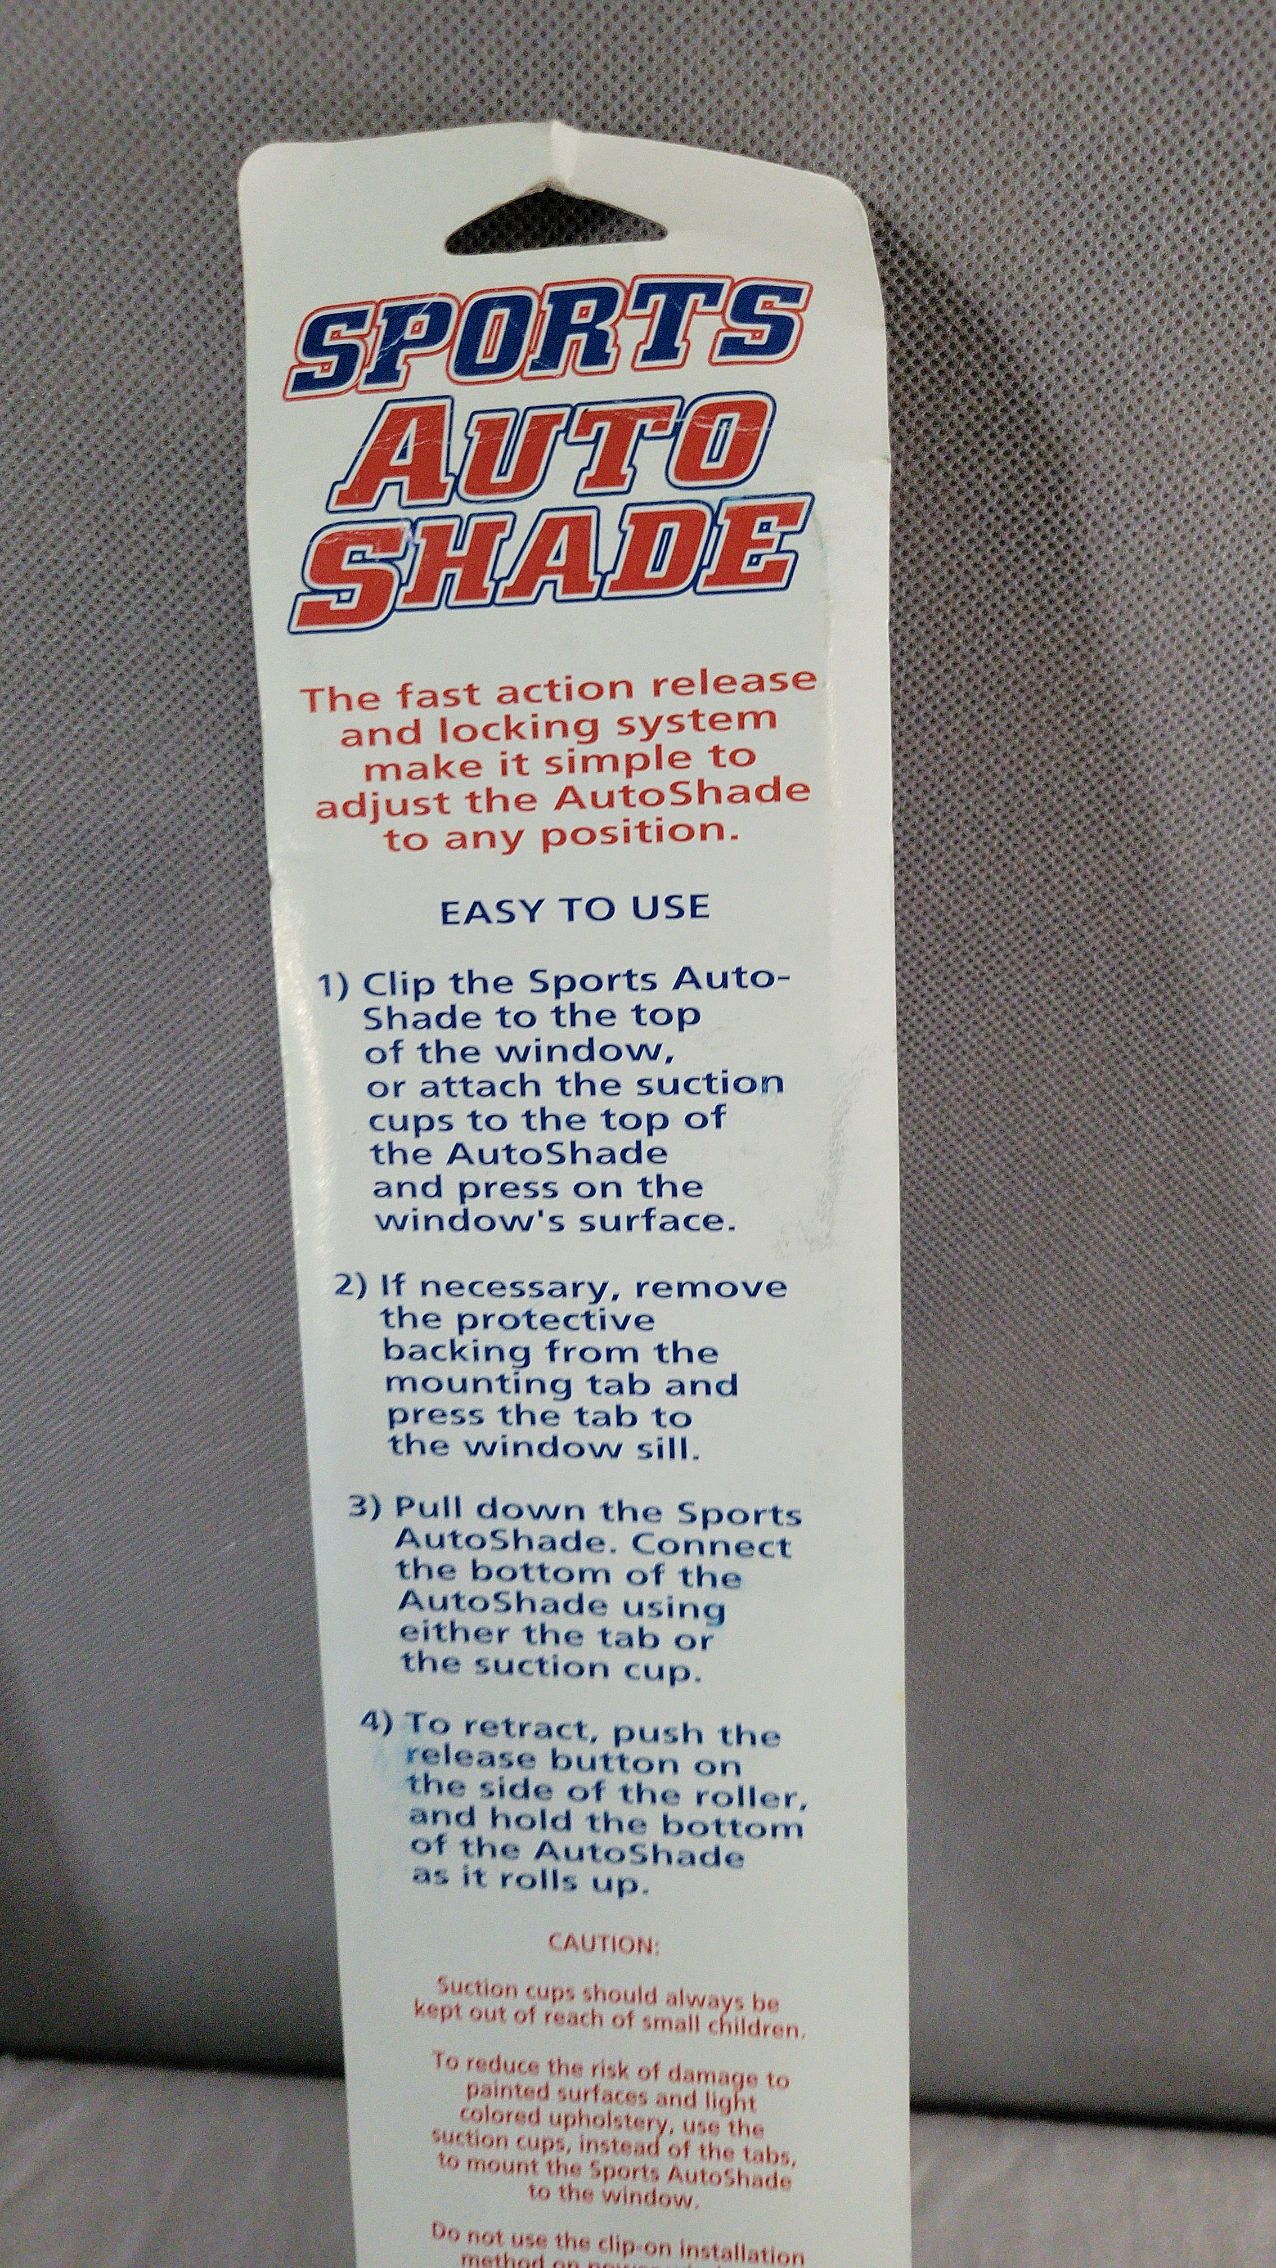 SPORTS
AUTO
SHADE
The fast action release
and locking system
make it simple to
adjust the AutoShade
to any position.
EASY TO USE
1) Clip the Sports Auto-
Shade to the top
of the window,
or attach the suction
cups to the top of
the AutoShade
and press on the
window's surface.
2) If necessary, remove
the protective
backing from the
mounting tab and
press the tab to
the window sill.
3) Pull down the Sports
AutoShade. Connect
the bottom of the
AutoShade using
either the tab or
the suction cup.
4) To retract, push the
release button on
the side of the roller,
and hold the bottom
of the AutoShade
as it rolls up.
CAUTION:
Suction cups should always be
kept out of reach of small children.
To reduce the risk of damage to
painted surfaces and light
colored upholstery, use the
suction cups, instead of the tabs,
to mount the Sports AutoShade
to the window.
Do not use the clip-on installation
method on